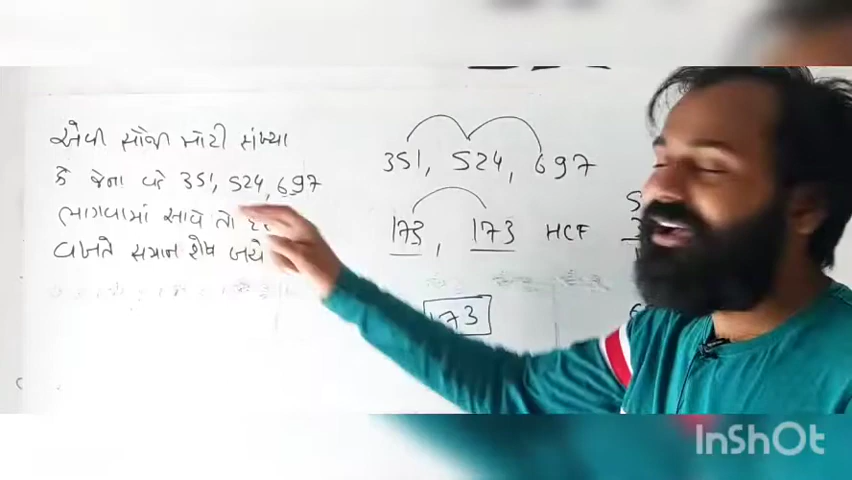 એવી સૌથી મોટી સંખ્યા
કે જેના વડે 351, 524, 697
ભાગવામાં આવે તો
વખતે સમાન શેષ વધે
351, 524, 697
173, 173 HCF
173
InShOt